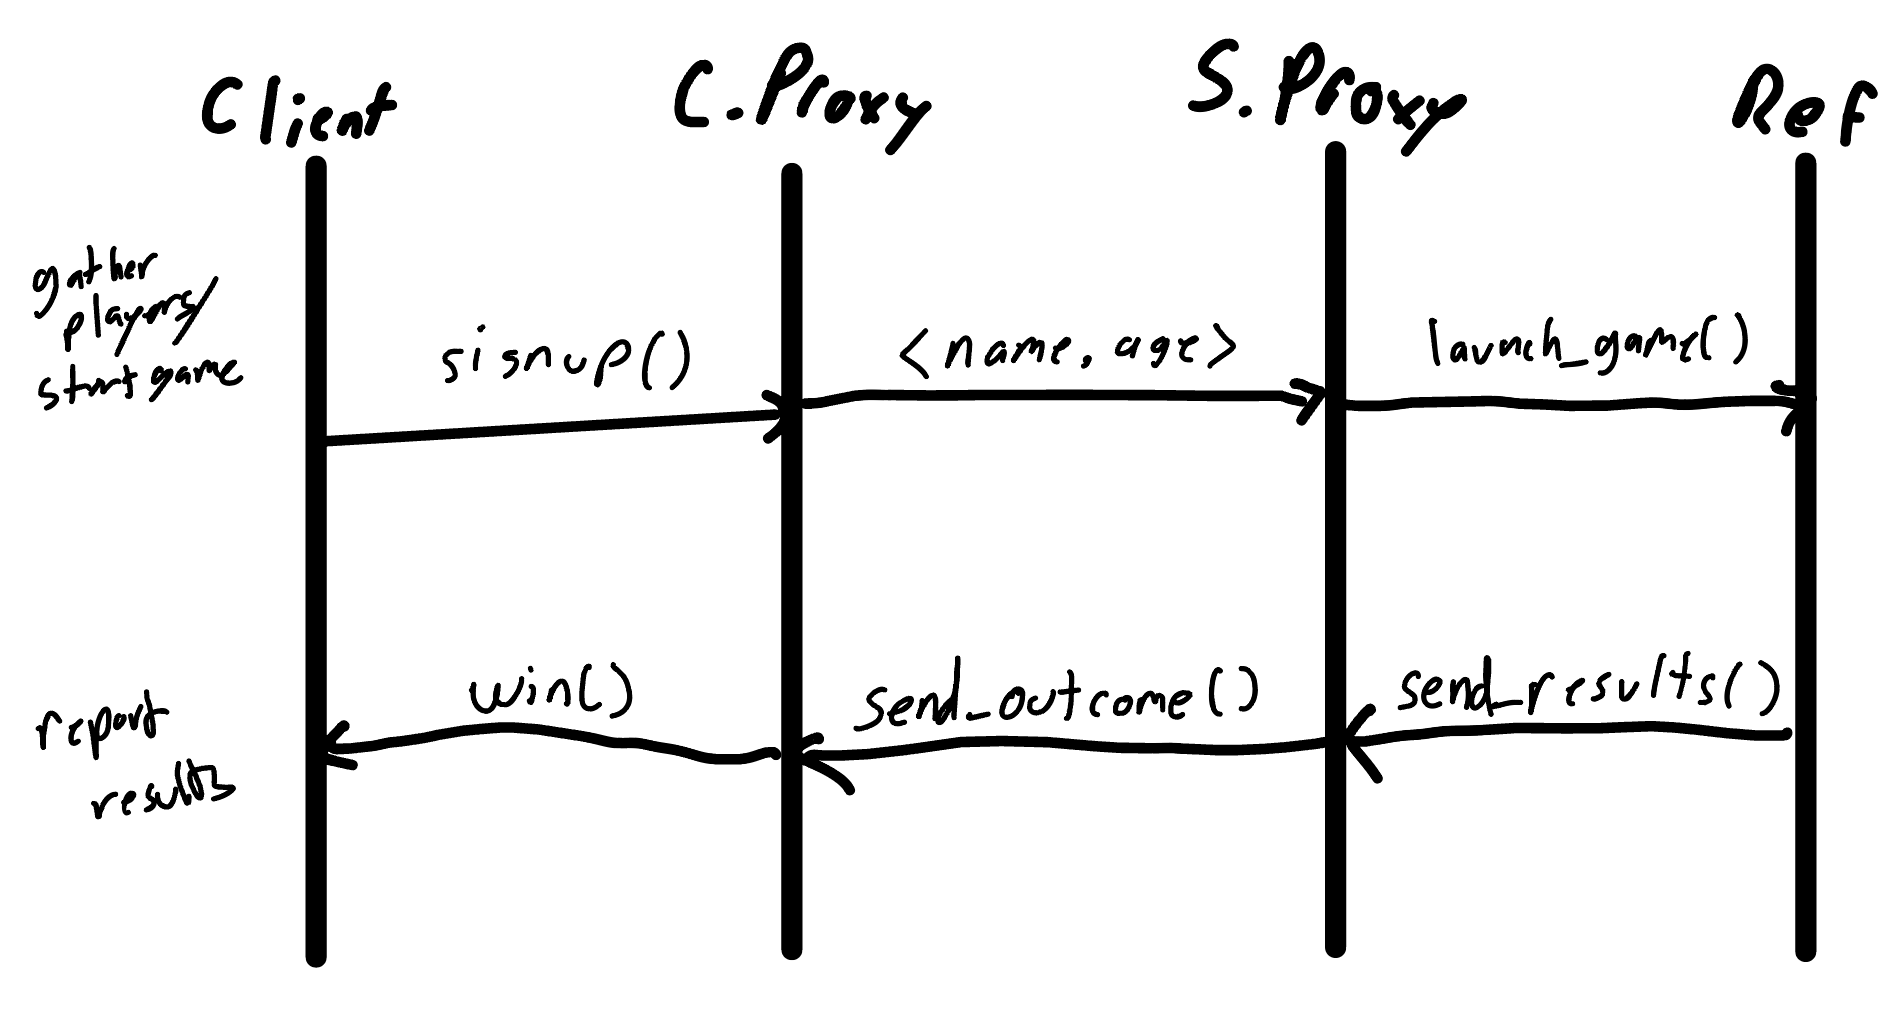 Client C.Proxy S.Proxy Ref
gather
players/
start game
signup() <name, age> launch_game()
win() send_outcome() send_results()
report
results